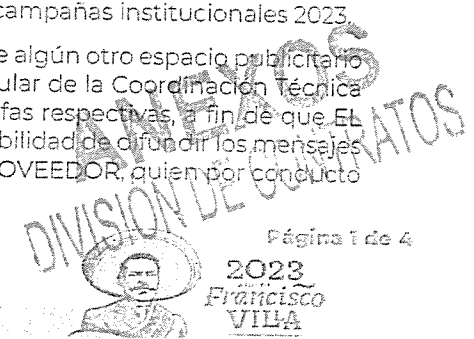 campañas institucionales 2023.
e algún otro espacio publicitario
ular de la Coordinación Técnica
fas respectivas, a fin de que EL
bilidad de difundir los mensajes
OVEEDOR, quien por conducto
ANEXOS
DIVISIÓN DE CONTRATOS
Página 1 de 4
2023
Francisco
VILLA